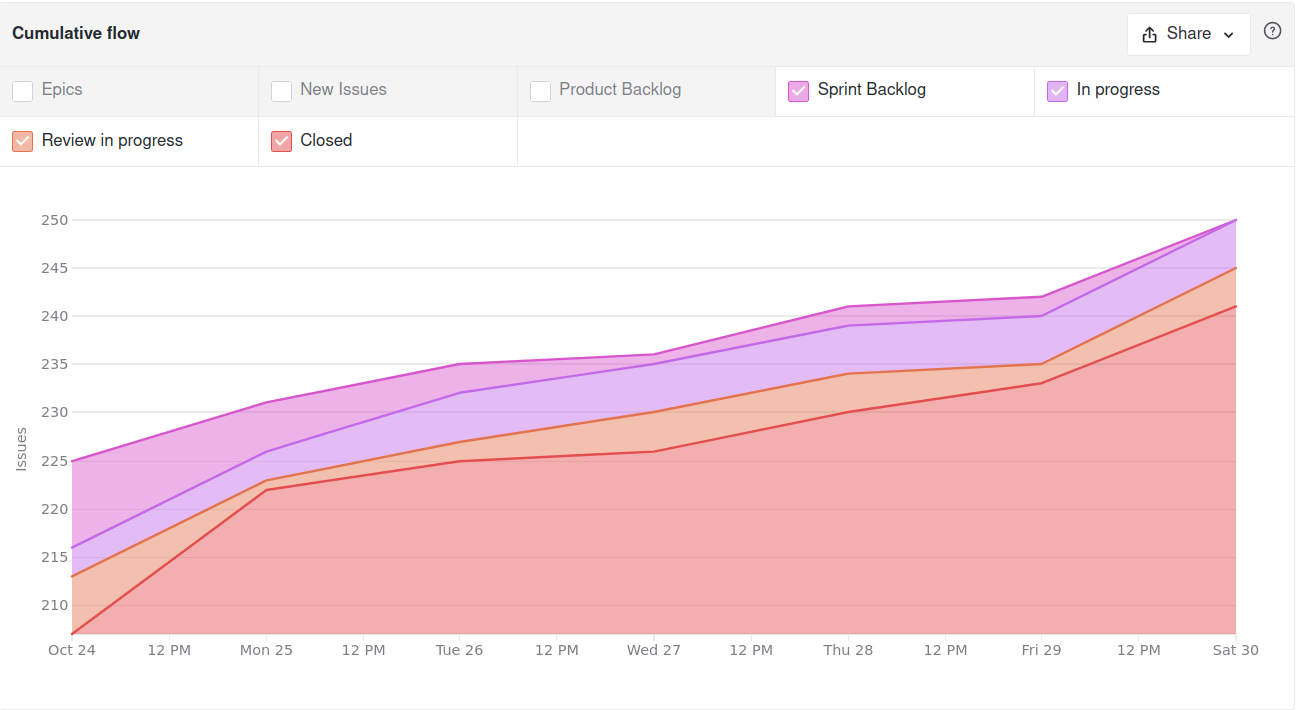 Cumulative flow
Share
?
Epics
New Issues
Product Backlog
Sprint Backlog
In progress
Review in progress
Closed
250
245
240
235
230
225
220
215
210
Issues
Oct 24
12 PM
Mon 25
12 PM
Tue 26
12 PM
Wed 27
12 PM
Thu 28
12 PM
Fri 29
12 PM
Sat 30